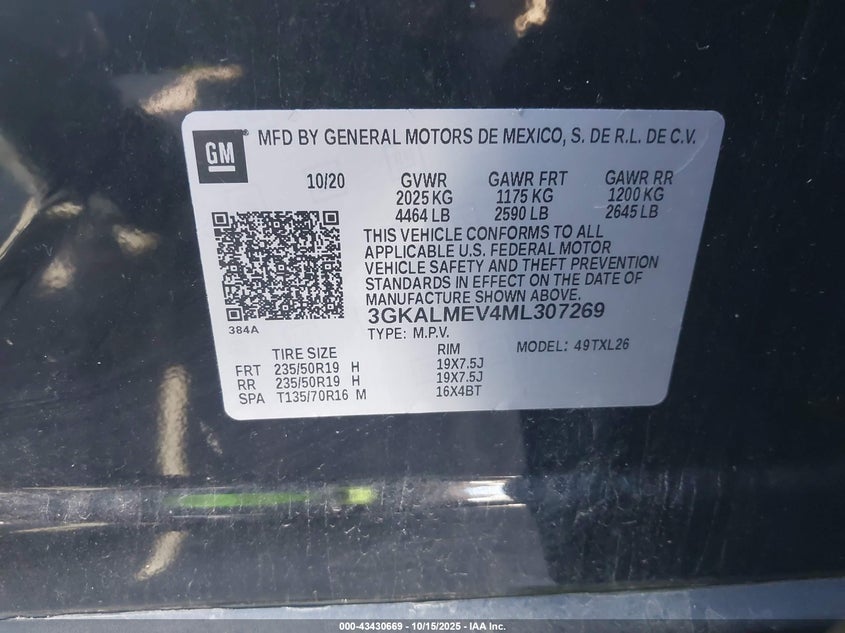 GM
MFD BY GENERAL MOTORS DE MEXICO, S. DE R.L. DE C.V.
10/20 GVWR GAWR FRT GAWR RR
2025 KG 1175 KG 1200 KG
4464 LB 2590 LB 2645 LB
THIS VEHICLE CONFORMS TO ALL
APPLICABLE U.S. FEDERAL MOTOR
VEHICLE SAFETY AND THEFT PREVENTION
STANDARDS IN EFFECT ON THE DATE OF
MANUFACTURE SHOWN ABOVE.
3GKALMEV4ML307269
384A
TYPE: M.P.V.
TIRE SIZE RIM MODEL: 49TXL26
FRT 235/50R19 H 19X7.5J
RR 235/50R19 H 19X7.5J
SPA T135/70R16 M 16X4BT
000-43430669 - 10/15/2025 - IAA Inc.